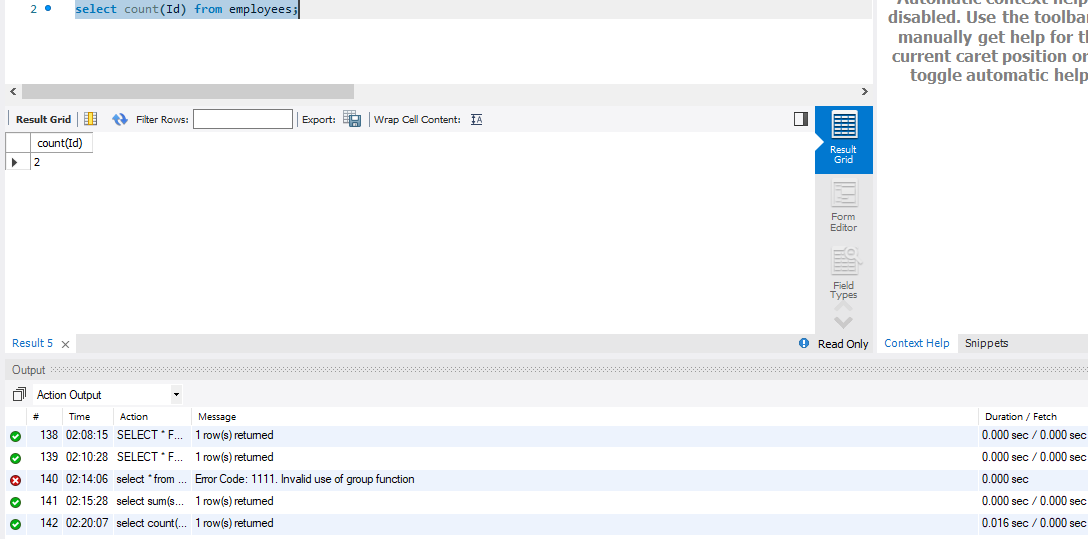 2 select count(Id) from employees;
Automatic context help
disabled. Use the toolbar
manually get help for th
current caret position or
toggle automatic help
Result Grid Filter Rows: Export: Wrap Cell Content:
count(Id)
2
Result
Grid
Form
Editor
Field
Types
Result 5 Read Only Context Help Snippets
Output
Action Output
# Time Action Message Duration / Fetch
138 02:08:15 SELECT * F... 1 row(s) returned 0.000 sec / 0.000 sec
139 02:10:28 SELECT * F... 1 row(s) returned 0.000 sec / 0.000 sec
140 02:14:06 select * from ... Error Code: 1111. Invalid use of group function 0.000 sec
141 02:15:28 select sum(s... 1 row(s) returned 0.000 sec / 0.000 sec
142 02:20:07 select count(... 1 row(s) returned 0.016 sec / 0.000 sec